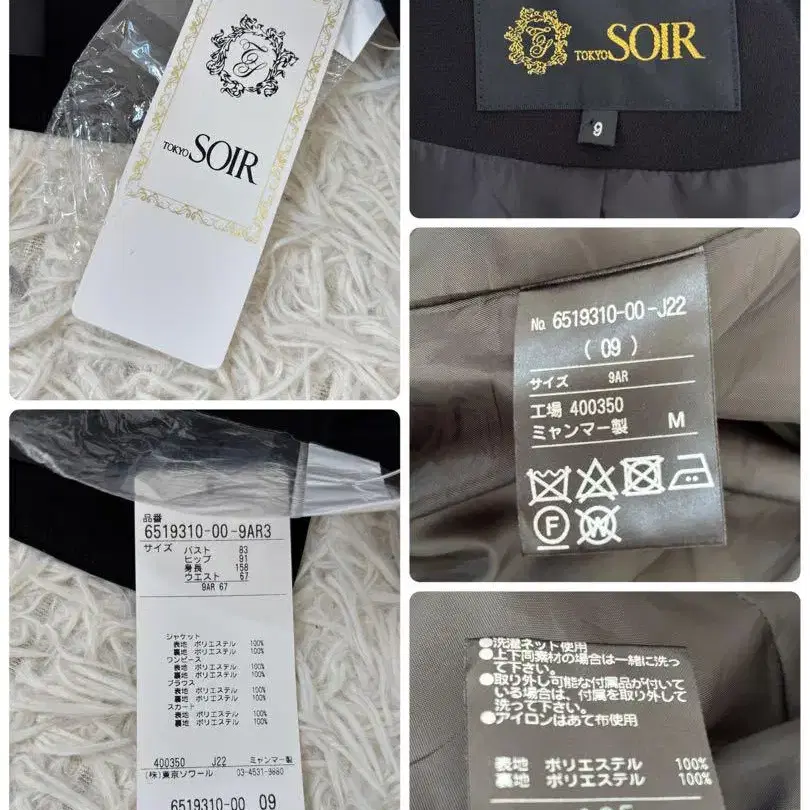 TOKYO SOIR
TOKYO SOIR
9
No. 6519310-00-J22
( 09 )
サイズ 9AR
工場 400350
ミャンマー製 M
F
W
品番
6519310-00-9AR3
サイズ バスト 83
ヒップ 91
身長 158
ウエスト 67
9AR 67
ジャケット
表地 ポリエステル 100%
裏地 ポリエステル 100%
ワンピース
表地 ポリエステル 100%
裏地 ポリエステル 100%
ブラウス
表地 ポリエステル 100%
スカート
表地 ポリエステル 100%
裏地 ポリエステル 100%
400350 J22 ミャンマー製
(株)東京ソワール 03-4531-9880
6519310-00 09
●洗濯ネット使用
●上下同素材の場合は一緒に洗っ
て下さい。
●取り外し可能な付属品が付いて
いる場合は、付属を取り外して
洗って下さい。
●アイロンはあて布使用
表地 ポリエステル 100%
裏地 ポリエステル 100%